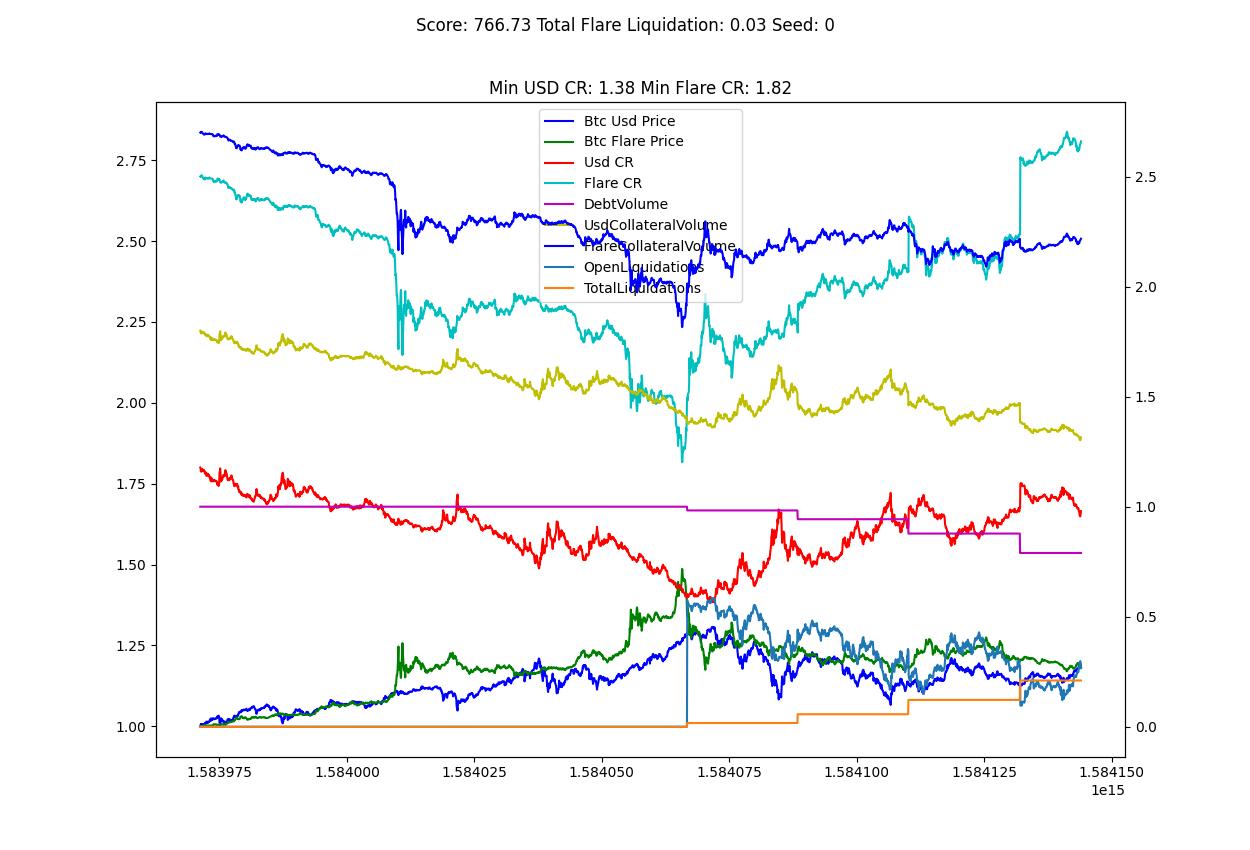 Score: 766.73 Total Flare Liquidation: 0.03 Seed: 0
Min USD CR: 1.38 Min Flare CR: 1.82
Btc Usd Price
Btc Flare Price
Usd CR
Flare CR
DebtVolume
UsdCollateralVolume
FlareCollateralVolume
OpenLiquidations
TotalLiquidations
2.75
2.50
2.25
2.00
1.75
1.50
1.25
1.00
2.5
2.0
1.5
1.0
0.5
0.0
1.583975 1.584000 1.584025 1.584050 1.584075 1.584100 1.584125 1.584150
1e15